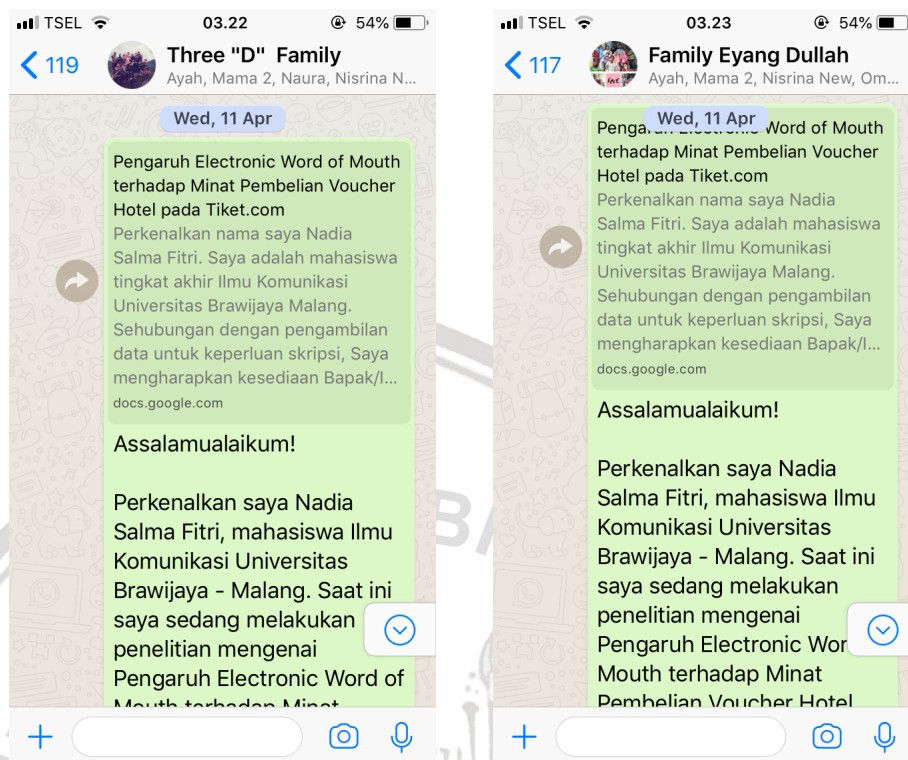 TSEL 03.22 54%
119 Three "D" Family
Ayah, Mama 2, Naura, Nisrina N...
Wed, 11 Apr
Pengaruh Electronic Word of Mouth
terhadap Minat Pembelian Voucher
Hotel pada Tiket.com
Perkenalkan nama saya Nadia
Salma Fitri. Saya adalah mahasiswa
tingkat akhir Ilmu Komunikasi
Universitas Brawijaya Malang.
Sehubungan dengan pengambilan
data untuk keperluan skripsi, Saya
mengharapkan kesediaan Bapak/I...
docs.google.com
Assalamualaikum!
Perkenalkan saya Nadia
Salma Fitri, mahasiswa Ilmu
Komunikasi Universitas
Brawijaya - Malang. Saat ini
saya sedang melakukan
penelitian mengenai
Pengaruh Electronic Word of
Mouth terhadap Minat
TSEL 03.23 54%
117 Family Eyang Dullah
Ayah, Mama 2, Nisrina New, Om...
Wed, 11 Apr
Pengaruh Electronic Word of Mouth
terhadap Minat Pembelian Voucher
Hotel pada Tiket.com
Perkenalkan nama saya Nadia
Salma Fitri. Saya adalah mahasiswa
tingkat akhir Ilmu Komunikasi
Universitas Brawijaya Malang.
Sehubungan dengan pengambilan
data untuk keperluan skripsi, Saya
mengharapkan kesediaan Bapak/I...
docs.google.com
Assalamualaikum!
Perkenalkan saya Nadia
Salma Fitri, mahasiswa Ilmu
Komunikasi Universitas
Brawijaya - Malang. Saat ini
saya sedang melakukan
penelitian mengenai
Pengaruh Electronic Wor
Mouth terhadap Minat
Pembelian Voucher Hotel